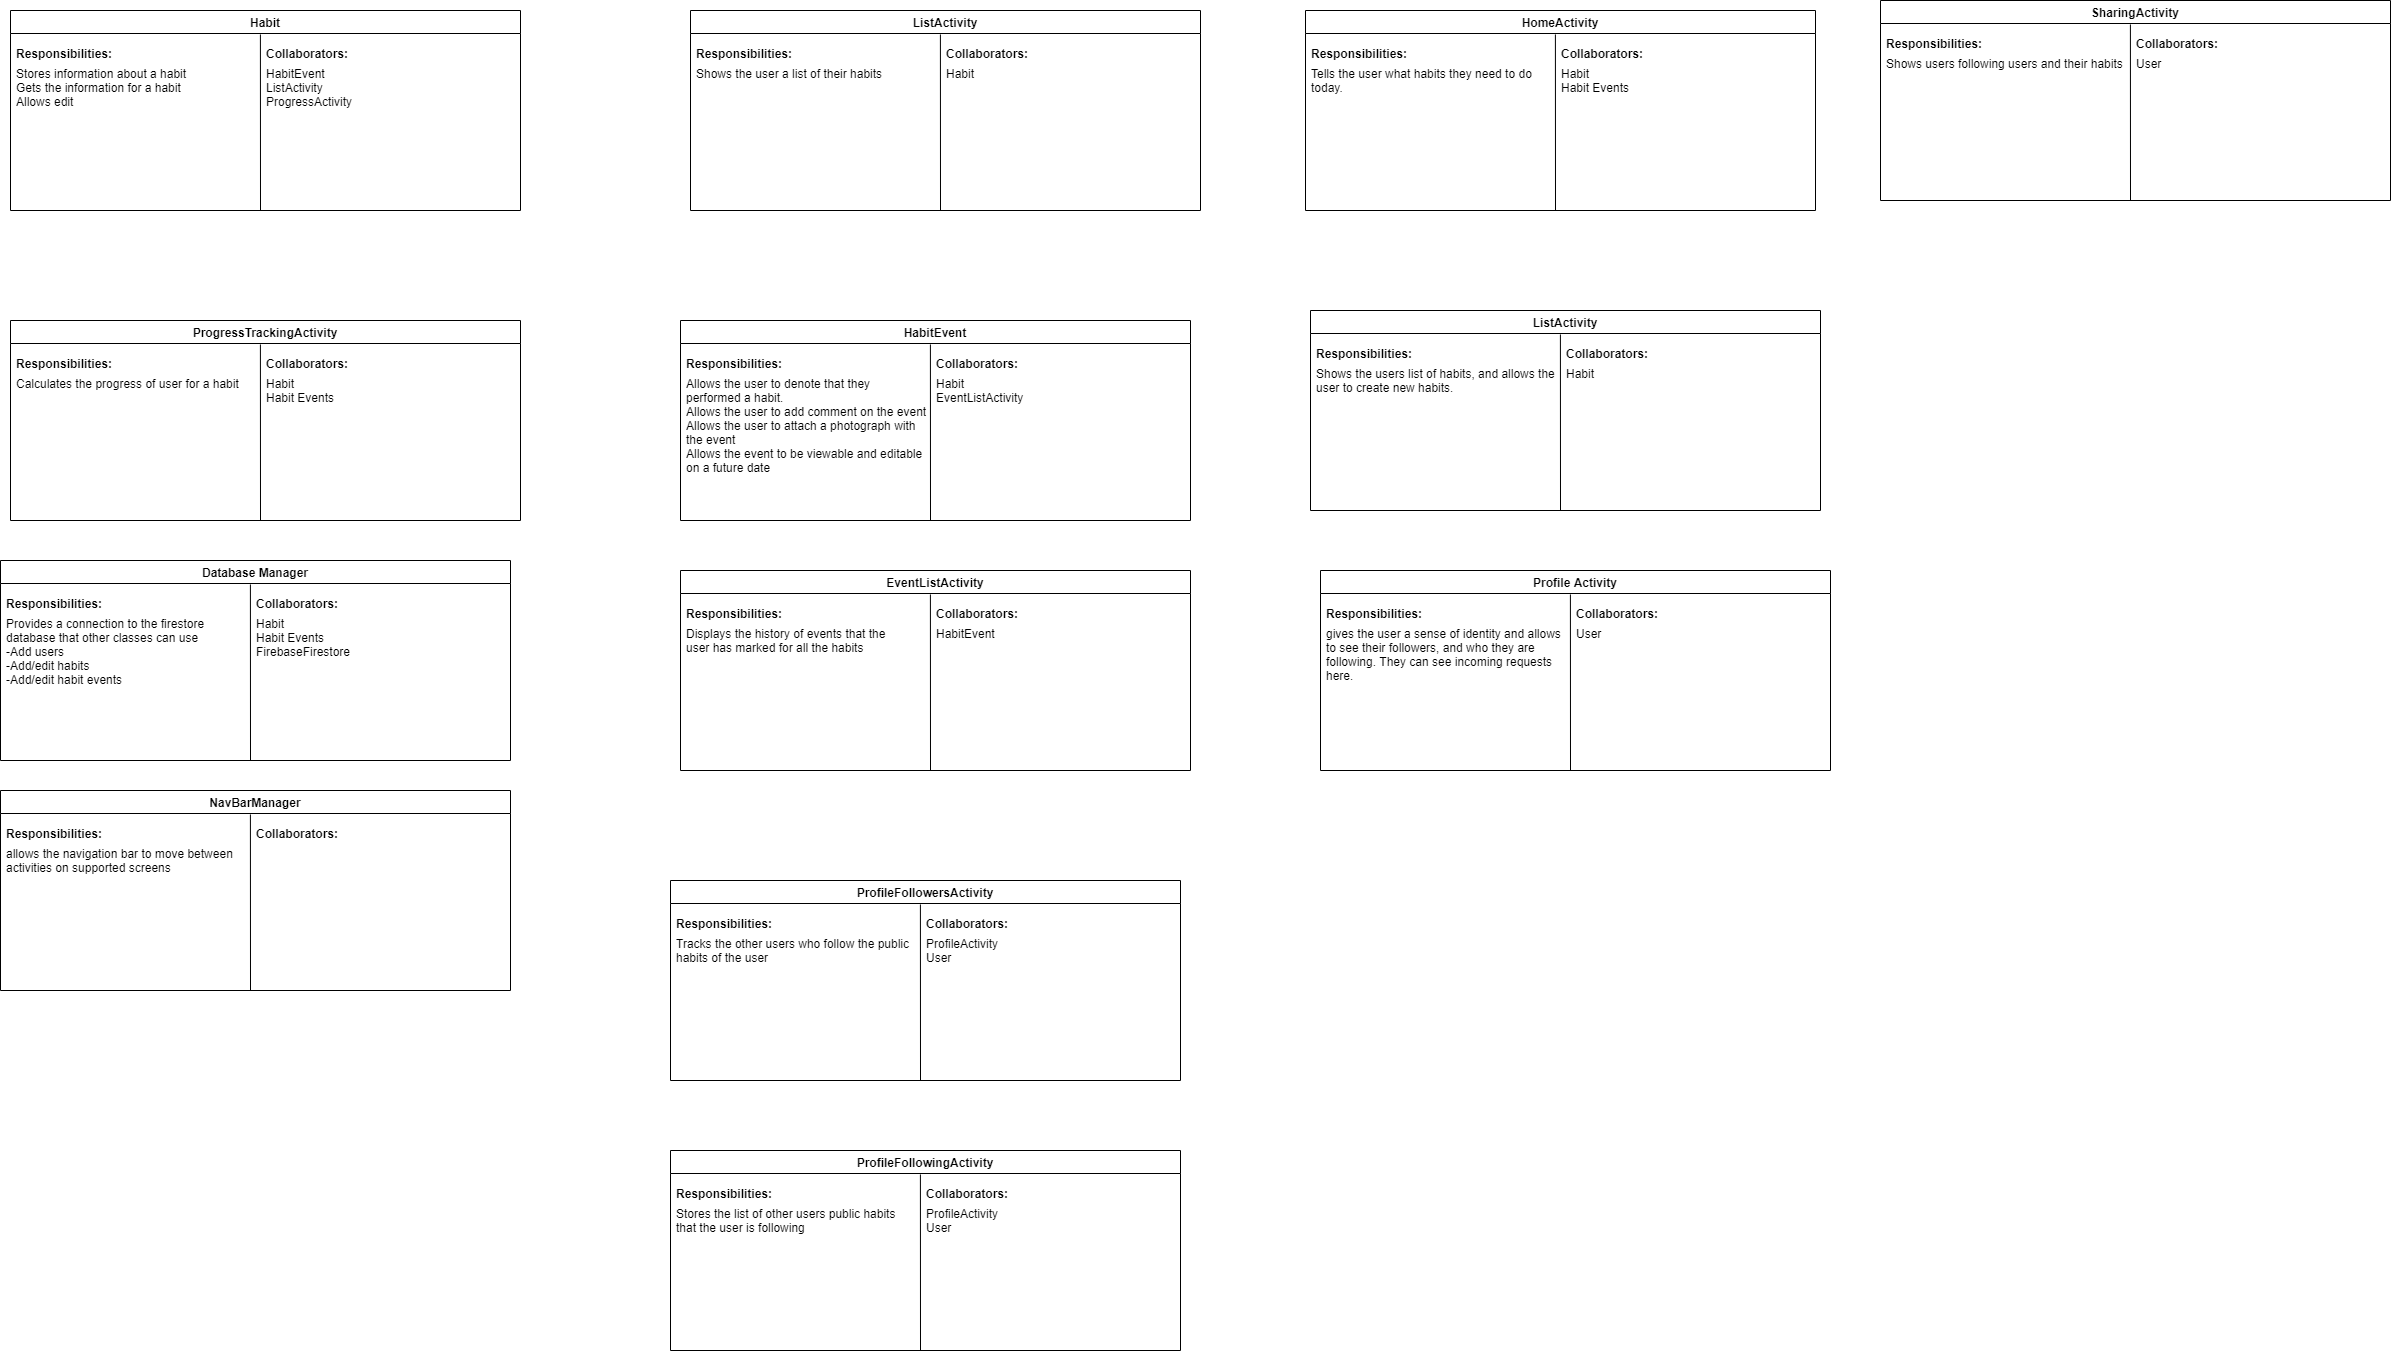 Habit
Responsibilities:
Stores information about a habit
Gets the information for a habit
Allows edit
Collaborators:
HabitEvent
ListActivity
ProgressActivity
ListActivity
Responsibilities:
Shows the user a list of their habits
Collaborators:
Habit
HomeActivity
Responsibilities:
Tells the user what habits they need to do
today.
Collaborators:
Habit
Habit Events
SharingActivity
Responsibilities:
Shows users following users and their habits
Collaborators:
User
ProgressTrackingActivity
Responsibilities:
Calculates the progress of user for a habit
Collaborators:
Habit
Habit Events
HabitEvent
Responsibilities:
Allows the user to denote that they
performed a habit.
Allows the user to add comment on the event
Allows the user to attach a photograph with
the event
Allows the event to be viewable and editable
on a future date
Collaborators:
Habit
EventListActivity
ListActivity
Responsibilities:
Shows the users list of habits, and allows the
user to create new habits.
Collaborators:
Habit
Database Manager
Responsibilities:
Provides a connection to the firestore
database that other classes can use
-Add users
-Add/edit habits
-Add/edit habit events
Collaborators:
Habit
Habit Events
FirebaseFirestore
EventListActivity
Responsibilities:
Displays the history of events that the
user has marked for all the habits
Collaborators:
HabitEvent
Profile Activity
Responsibilities:
gives the user a sense of identity and allows
to see their followers, and who they are
following. They can see incoming requests
here.
Collaborators:
User
NavBarManager
Responsibilities:
allows the navigation bar to move between
activities on supported screens
Collaborators:
ProfileFollowersActivity
Responsibilities:
Tracks the other users who follow the public
habits of the user
Collaborators:
ProfileActivity
User
ProfileFollowingActivity
Responsibilities:
Stores the list of other users public habits
that the user is following
Collaborators:
ProfileActivity
User